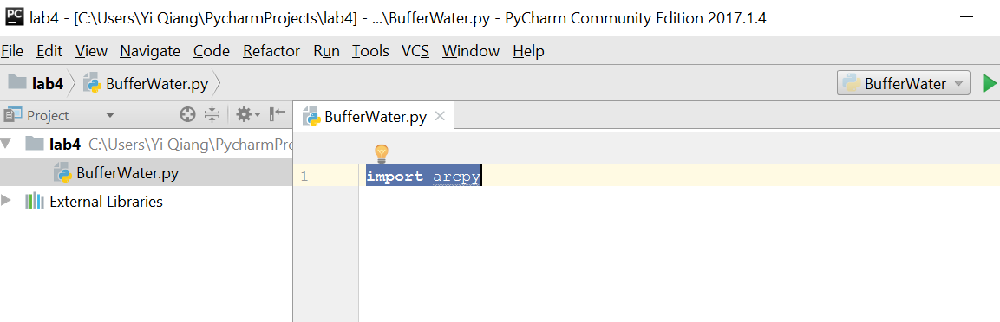 PC lab4 - [C:\Users\Yi Qiang\PycharmProjects\lab4] - ...\BufferWater.py - PyCharm Community Edition 2017.1.4
File Edit View Navigate Code Refactor Run Tools VCS Window Help
lab4 BufferWater.py BufferWater
Project BufferWater.py
lab4 C:\Users\Yi Qiang\PycharmProj
BufferWater.py
1 import arcpy
External Libraries